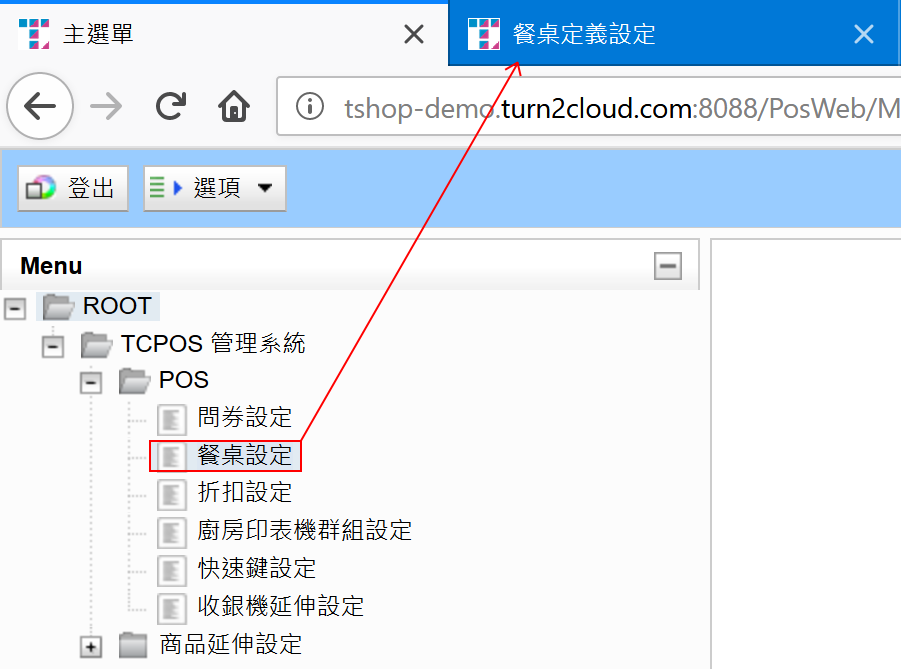 主選單
餐桌定義設定
tshop-demo.turn2cloud.com:8088/PosWeb/M
登出
選項
Menu
ROOT
TCPOS 管理系統
POS
問券設定
餐桌設定
折扣設定
廚房印表機群組設定
快速鍵設定
收銀機延伸設定
商品延伸設定